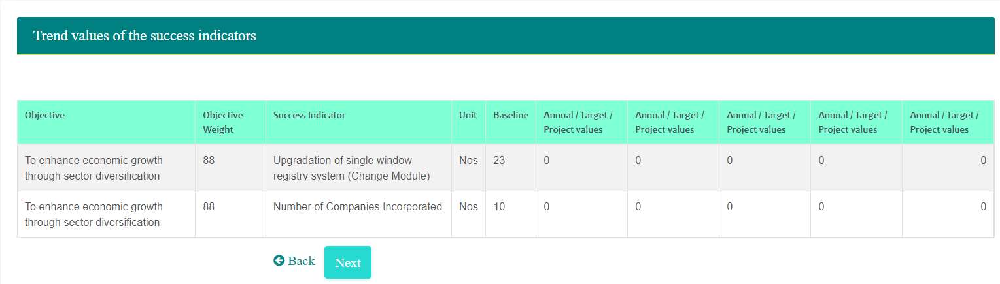 Trend values of the success indicators
Objective
Objective
Weight
Success Indicator
Unit
Baseline
Annual / Target /
Project values
Annual / Target /
Project values
Annual / Target /
Project values
Annual / Target /
Project values
Annual / Target /
Project values
To enhance economic growth
through sector diversification
88
Upgradation of single window
registry system (Change Module)
Nos
23
0
0
0
0
0
To enhance economic growth
through sector diversification
88
Number of Companies Incorporated
Nos
10
0
0
0
0
0
Back
Next